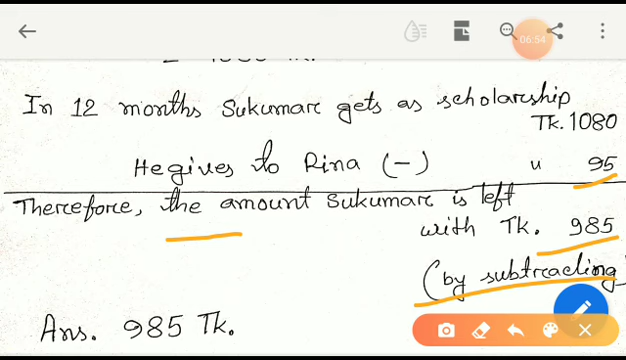 06:54
In 12 months Sukumar gets as scholarship
Tk. 1080
He gives to Rina (-) " 95
Therefore, the amount Sukumar is left
with Tk. 985
(by subtracting)
Ans. 985 Tk.